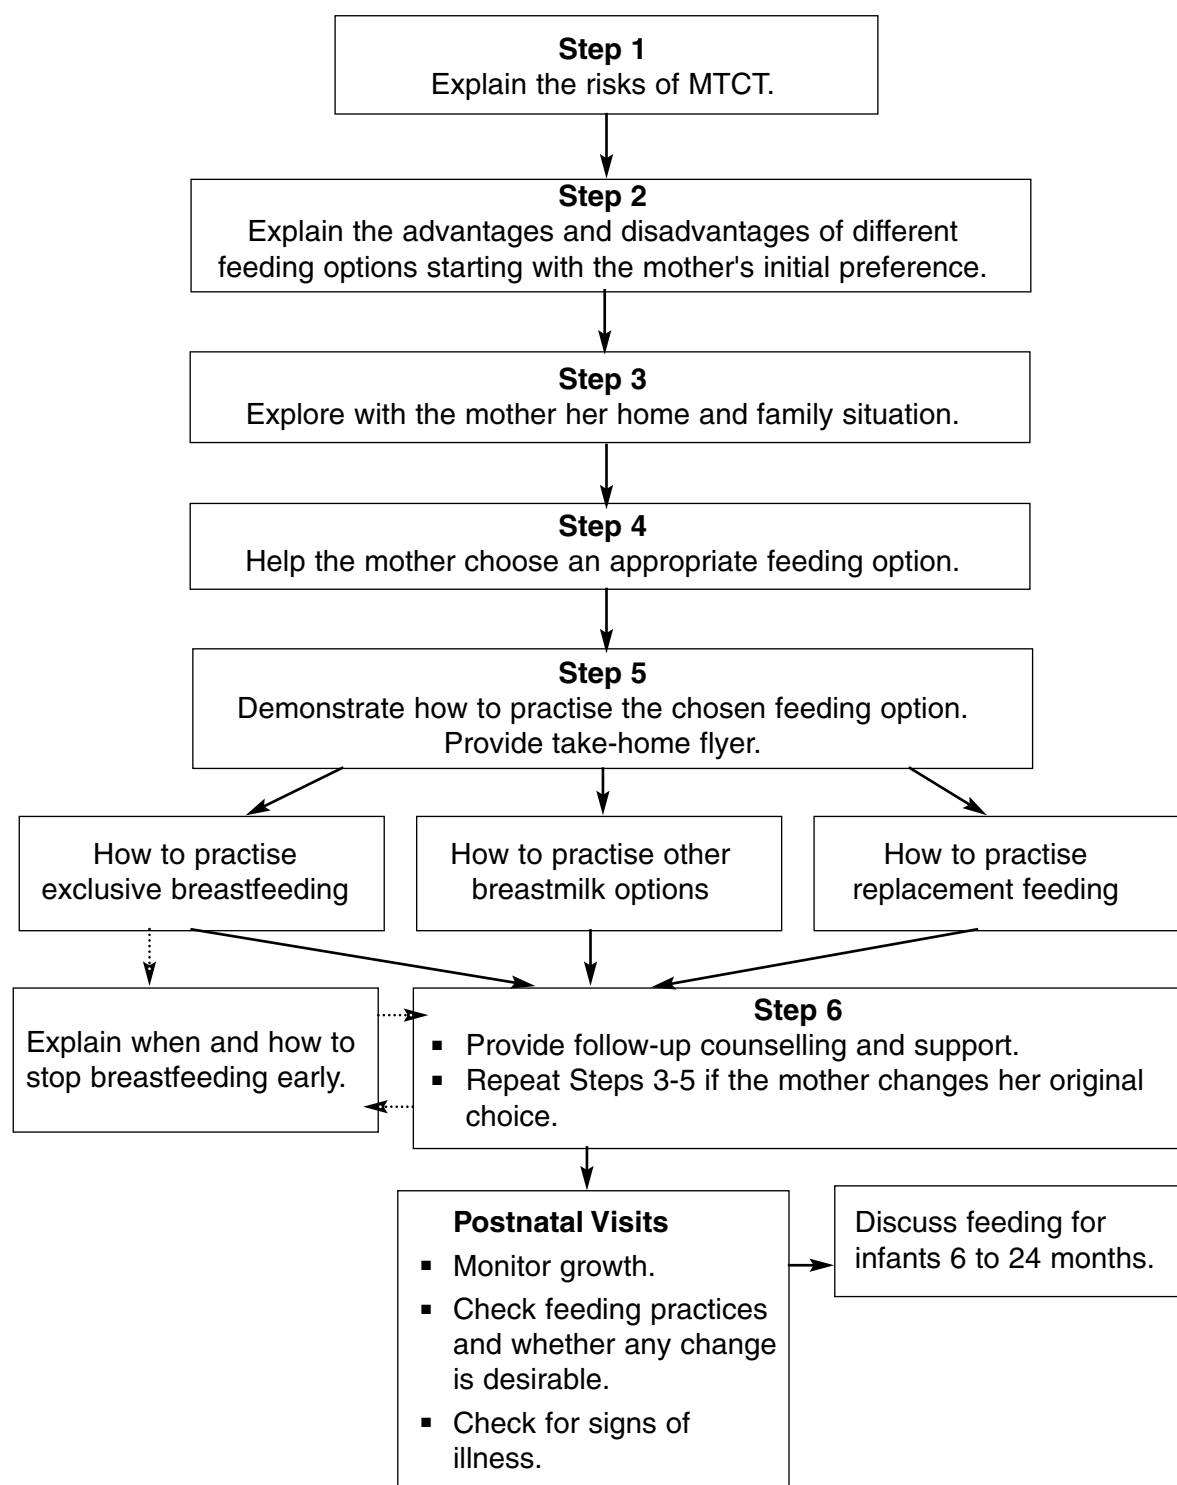 Step 1
Explain the risks of MTCT.
Step 2
Explain the advantages and disadvantages of different
feeding options starting with the mother's initial preference.
Step 3
Explore with the mother her home and family situation.
Step 4
Help the mother choose an appropriate feeding option.
Step 5
Demonstrate how to practise the chosen feeding option.
Provide take-home flyer.
How to practise
exclusive breastfeeding
How to practise other
breastmilk options
How to practise
replacement feeding
Explain when and how to
stop breastfeeding early.
Step 6
▪ Provide follow-up counselling and support.
▪ Repeat Steps 3-5 if the mother changes her original
choice.
Postnatal Visits
▪ Monitor growth.
▪ Check feeding practices
and whether any change
is desirable.
▪ Check for signs of
illness.
Discuss feeding for
infants 6 to 24 months.